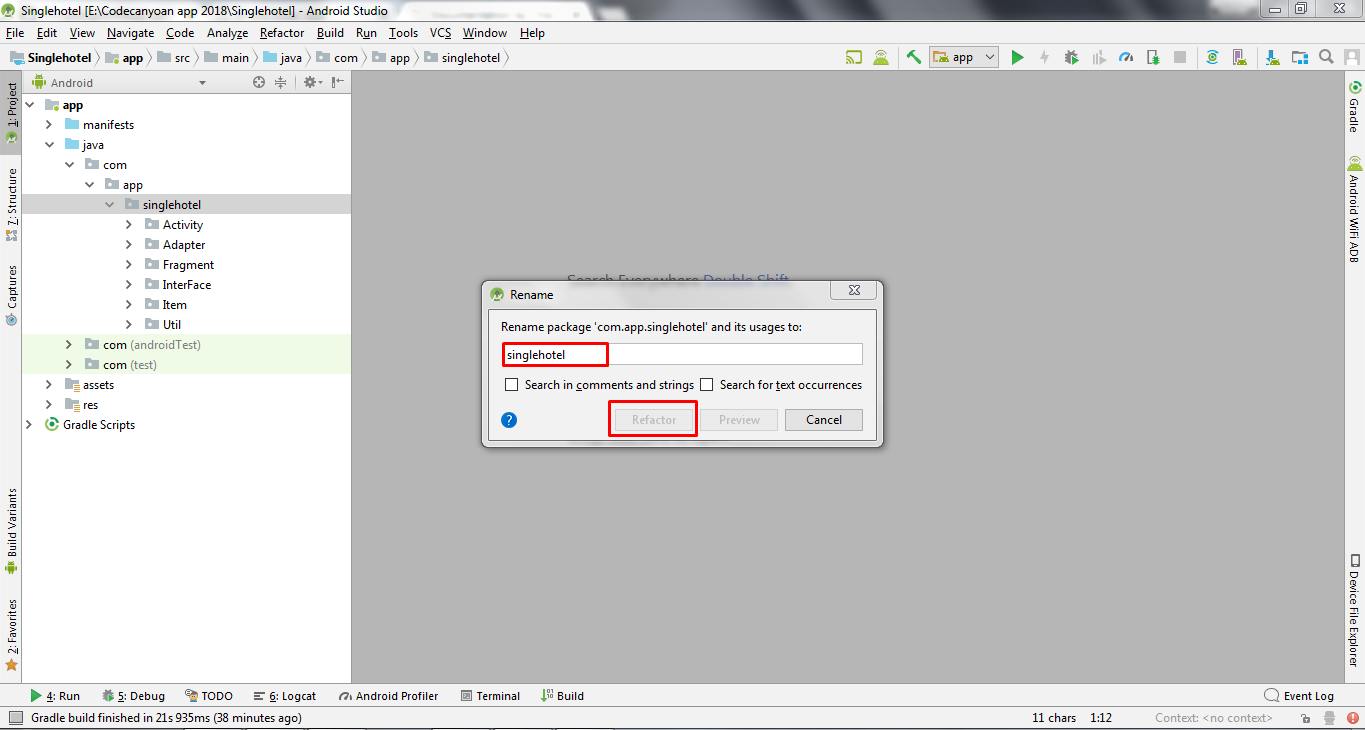 Singlehotel [E:\Codecanyoan app 2018\Singlehotel] - Android Studio
File Edit View Navigate Code Analyze Refactor Build Run Tools VCS Window Help
Singlehotel app src main java com app singlehotel app
1: Project
7: Structure
Captures
Build Variants
2: Favorites
Android
app
manifests
java
com
app
singlehotel
Activity
Adapter
Fragment
InterFace
Item
Util
com (androidTest)
com (test)
assets
res
Gradle Scripts
Search Everywhere Double Shift
Rename
Rename package 'com.app.singlehotel' and its usages to:
singlehotel
Search in comments and strings Search for text occurrences
? Refactor Preview Cancel
Gradle
Android WiFi ADB
Device File Explorer
4: Run 5: Debug TODO 6: Logcat Android Profiler Terminal Build Event Log
Gradle build finished in 21s 935ms (38 minutes ago) 11 chars 1:12 Context: <no context>